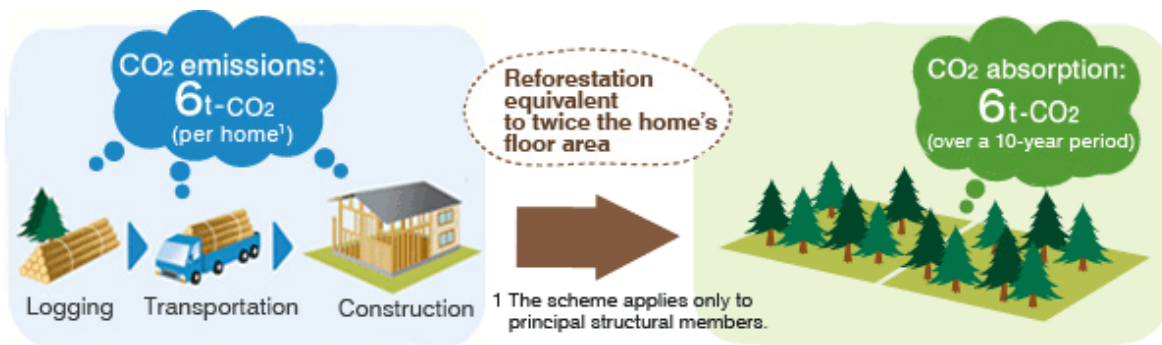 CO2 emissions:
6t-CO2
(per home1)
Logging
Transportation
Construction
Reforestation
equivalent
to twice the home's
floor area
1 The scheme applies only to
principal structural members.
CO2 absorption:
6t-CO2
(over a 10-year period)